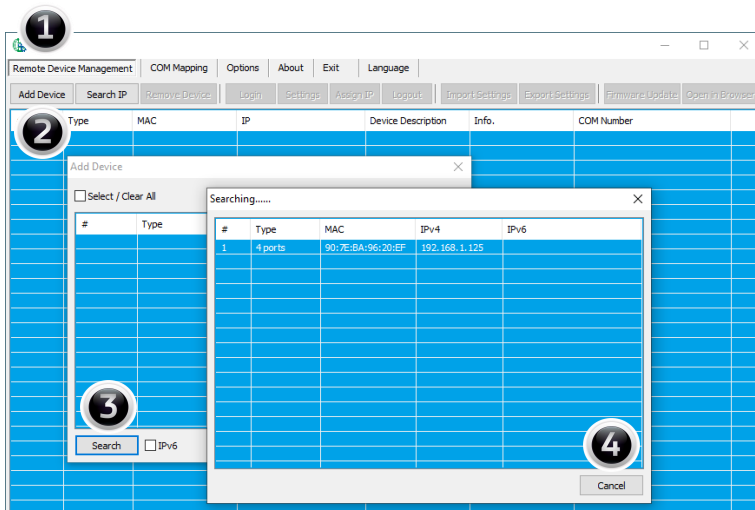 1
Remote Device Management COM Mapping Options About Exit Language
Add Device Search IP Remove Device Login Settings Assign IP Logout Import Settings Export Settings Firmware Update Open in Browser
2
Type MAC IP Device Description Info. COM Number
Add Device
Select / Clear All
# Type
3
Search IPv6
Searching......
# Type MAC IPv4 IPv6
1 4 ports 90:7E:BA:96:20:EF 192.168.1.125
4
Cancel